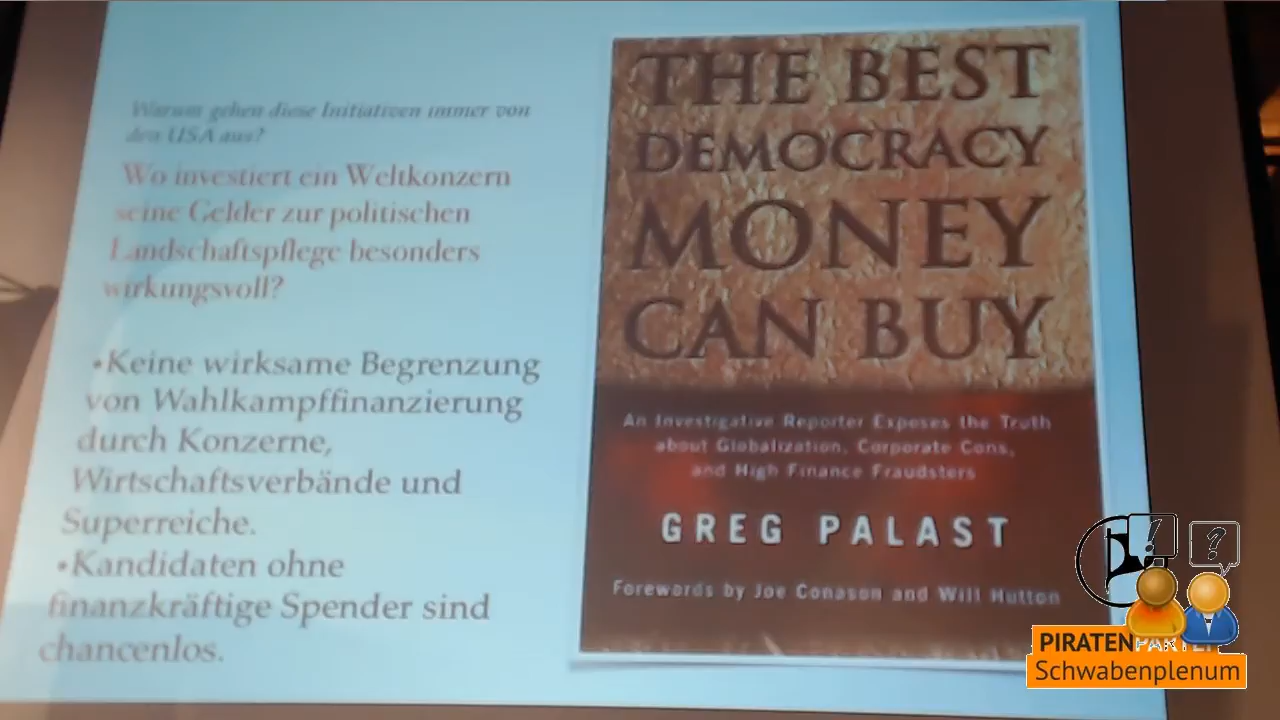 Warum gehen diese Initiativen immer von
den USA aus?
Wo investiert ein Weltkonzern
seine Gelder zur politischen
Landschaftspflege besonders
wirkungsvoll?
•Keine wirksame Begrenzung
von Wahlkampffinanzierung
durch Konzerne,
Wirtschaftsverbände und
Superreiche.
•Kandidaten ohne
finanzkräftige Spender sind
chancenlos.
THE BEST
DEMOCRACY
MONEY
CAN BUY
An Investigative Reporter Exposes the Truth
about Globalization, Corporate Cons,
and High Finance Fraudsters
GREG PALAST
Forewords by Joe Conason and Will Hutton
! ?
PIRATENPARTEI
Schwabenplenum